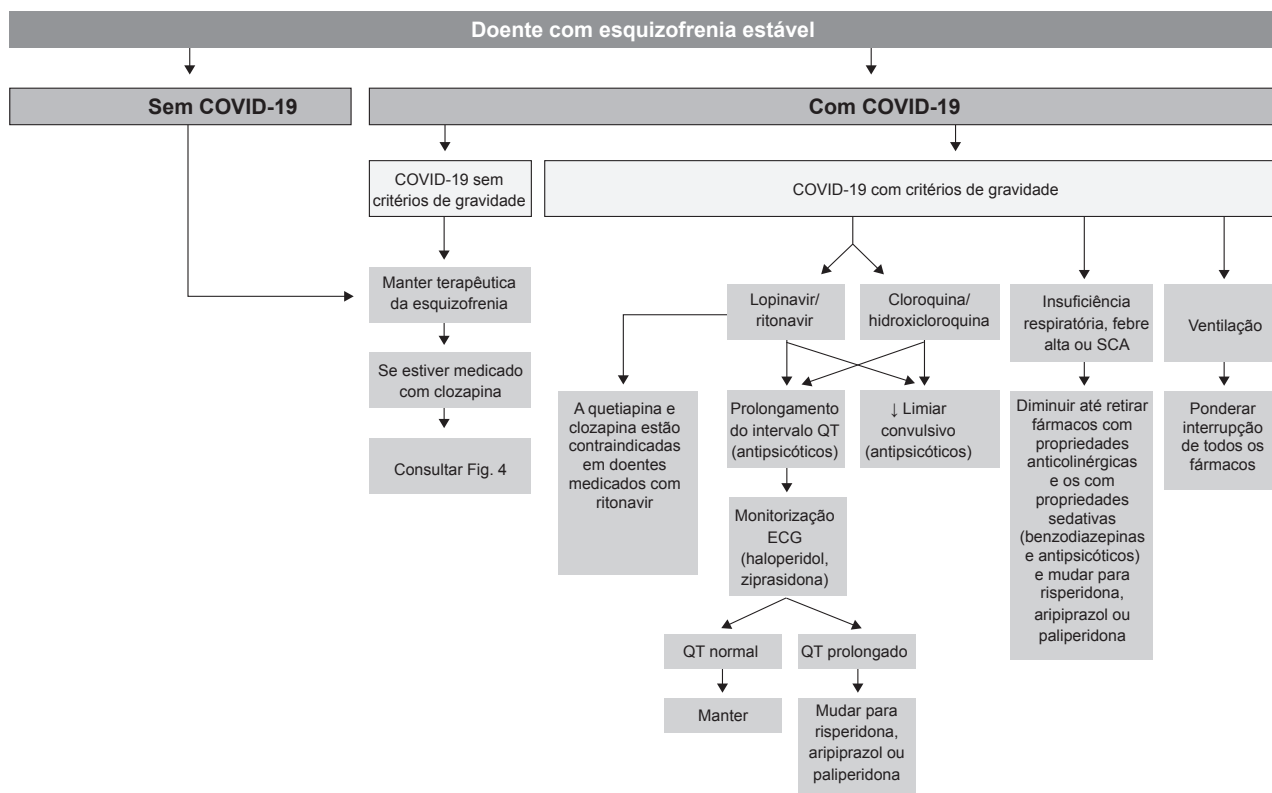 Doente com esquizofrenia estável
Sem COVID-19
Com COVID-19
COVID-19 sem
critérios de gravidade
COVID-19 com critérios de gravidade
Manter terapêutica
da esquizofrenia
Se estiver medicado
com clozapina
Consultar Fig. 4
Lopinavir/
ritonavir
Cloroquina/
hidroxicloroquina
Insuficiência
respiratória, febre
alta ou SCA
Ventilação
A quetiapina e
clozapina estão
contraindicadas
em doentes
medicados com
ritonavir
Prolongamento
do intervalo QT
(antipsicóticos)
↓ Limiar
convulsivo
(antipsicóticos)
Diminuir até retirar
fármacos com
propriedades
anticolinérgicas
e os com
propriedades
sedativas
(benzodiazepinas
e antipsicóticos)
e mudar para
risperidona,
aripiprazol ou
paliperidona
Ponderar
interrupção
de todos os
fármacos
Monitorização
ECG
(haloperidol,
ziprasidona)
QT normal
QT prolongado
Manter
Mudar para
risperidona,
aripiprazol ou
paliperidona